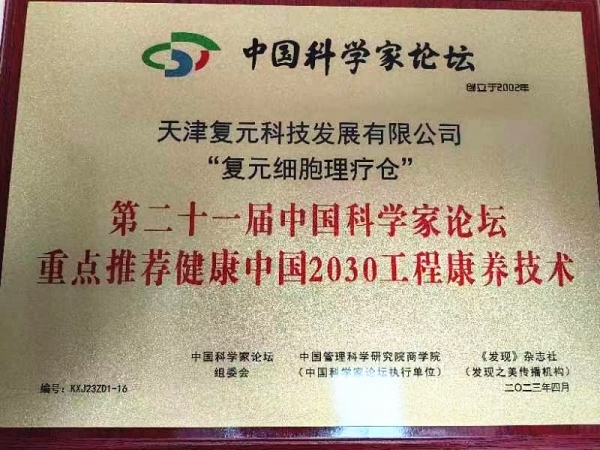 中国科学家论坛
创立于2002年
天津复元科技发展有限公司
“复元细胞理疗仓”
第二十一届中国科学家论坛
重点推荐健康中国2030工程康养技术
中国科学家论坛 中国管理科学研究院商学院 《发现》杂志社
组委会 (中国科学家论坛执行单位) (发现之美传播机构)
编号:KXJ23ZD1-16 二〇二三年四月